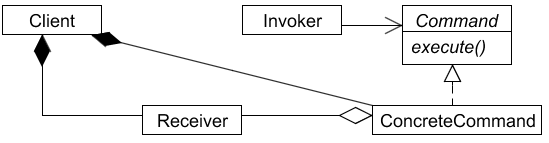 Client
Invoker
Command
execute()
Receiver
ConcreteCommand